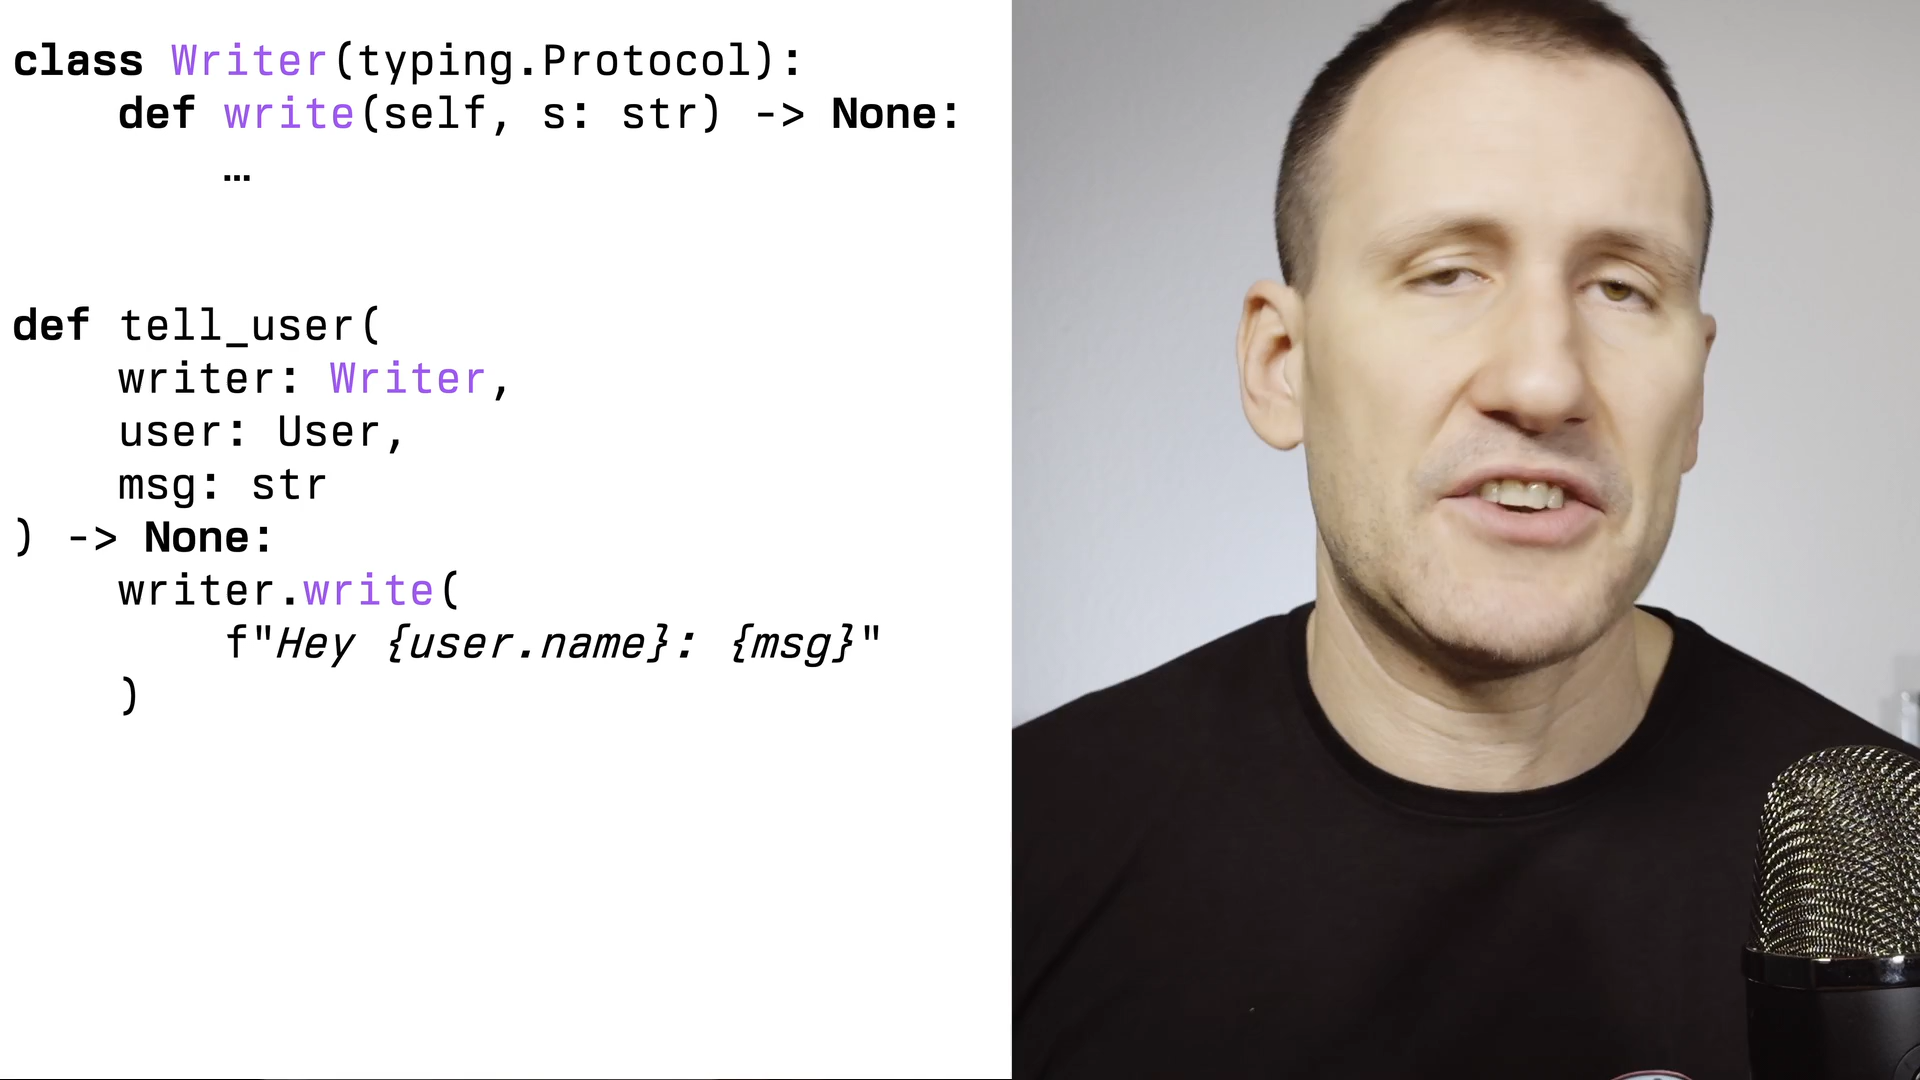 class Writer(typing.Protocol):
    def write(self, s: str) -> None:
        …
def tell_user(
    writer: Writer,
    user: User,
    msg: str
) -> None:
    writer.write(
        f"Hey {user.name}: {msg}"
    )